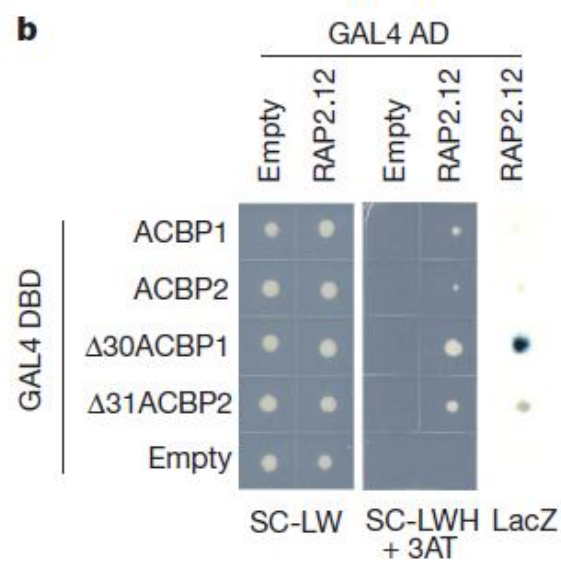 b
GAL4 AD
Empty
RAP2.12
Empty
RAP2.12
RAP2.12
GAL4 DBD
ACBP1
ACBP2
Δ30ACBP1
Δ31ACBP2
Empty
SC-LW
SC-LWH
+ 3AT
LacZ